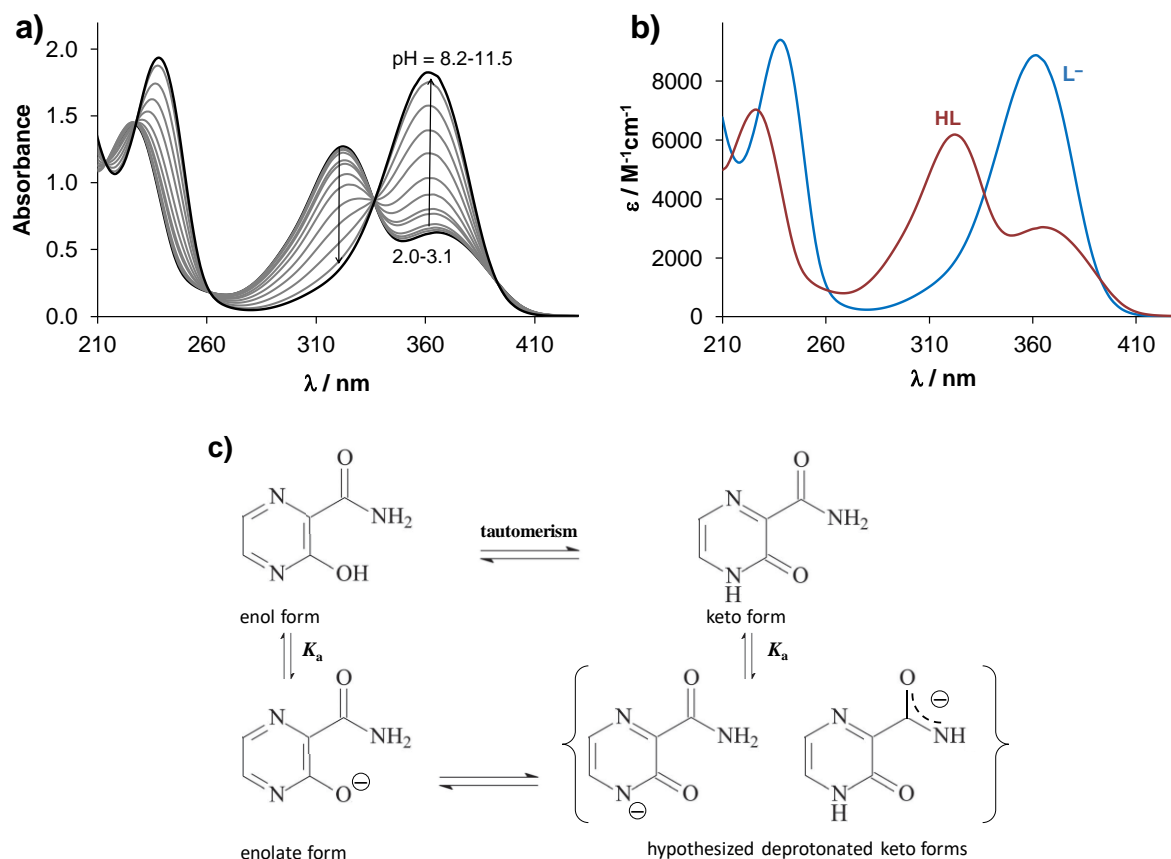 a)
Absorbance
2.0
1.5
1.0
0.5
0.0
pH = 8.2-11.5
2.0-3.1
210 260 310 360 410
λ / nm
b)
ε / M⁻¹cm⁻¹
8000
6000
4000
2000
0
HL
L⁻
210 260 310 360 410
λ / nm
c)
O
N
NH₂
N
OH
enol form
tautomerism
O
N
NH₂
N
H
O
keto form
Kₐ
Kₐ
O
N
NH₂
N
O ⊖
enolate form
O
N
NH₂
N
⊖
O
O
⊖
N
NH
N
H
O
hypothesized deprotonated keto forms